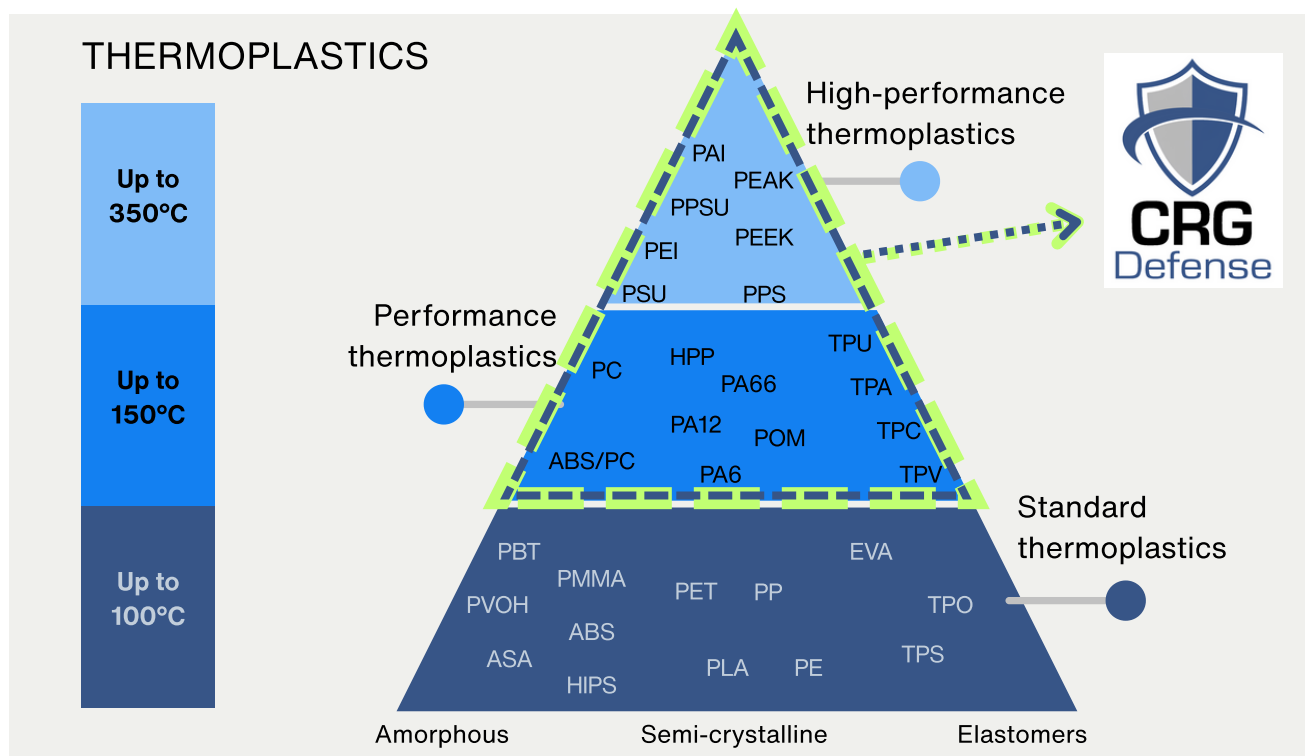 THERMOPLASTICS
Up to
350°C
Up to
150°C
Up to
100°C
High-performance
thermoplastics
CRG
Defense
PAI
PEAK
PPSU
PEEK
PEI
PSU
PPS
Performance
thermoplastics
TPU
HPP
PC
PA66
TPA
PA12
TPC
POM
ABS/PC
PA6
TPV
Standard
thermoplastics
PBT
EVA
PMMA
PET
PP
PVOH
TPO
ABS
ASA
TPS
PLA
PE
HIPS
Amorphous
Semi-crystalline
Elastomers